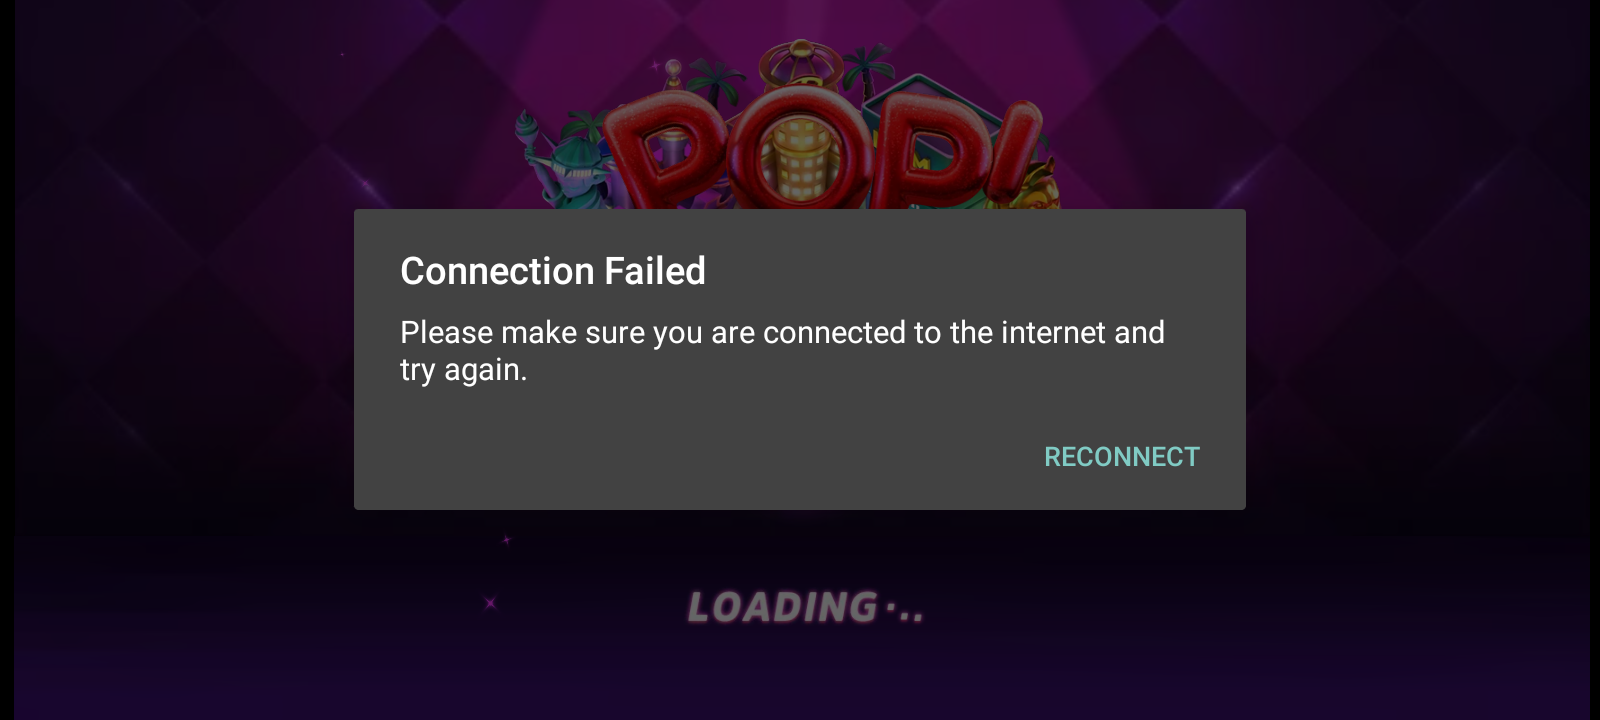 POP!
Connection Failed
Please make sure you are connected to the internet and
try again.
RECONNECT
LOADING...